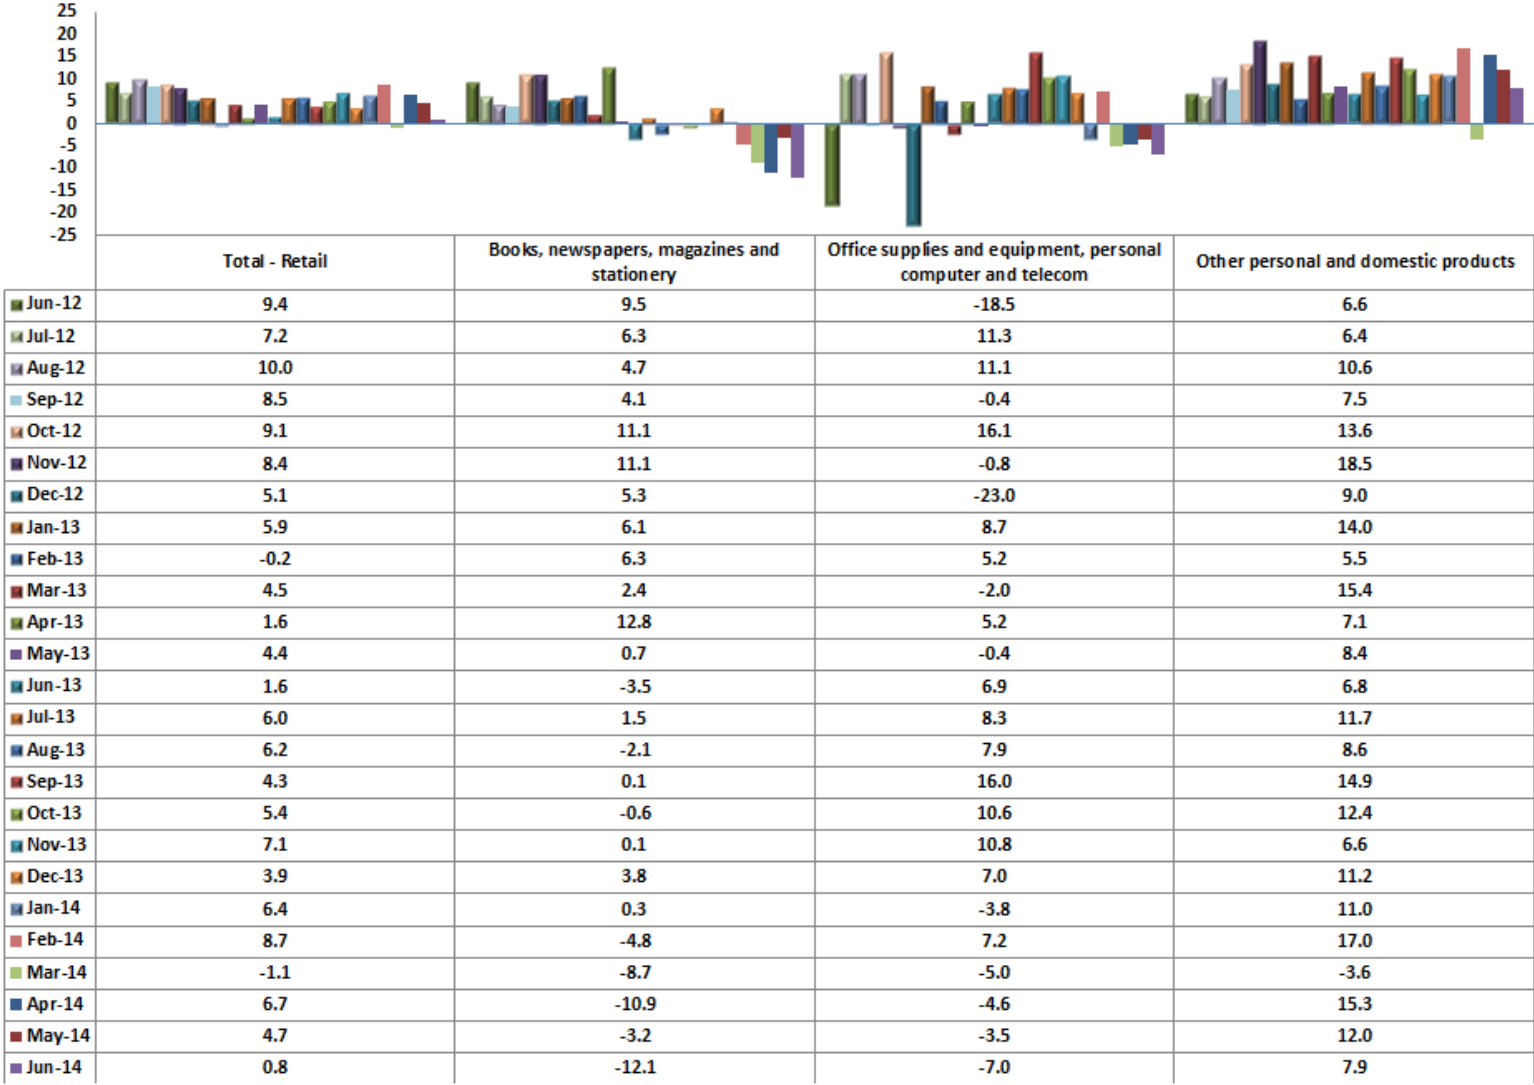 25
20
15
10
5
0
-5
-10
-15
-20
-25
Total - Retail
Books, newspapers, magazines and
stationery
Office supplies and equipment, personal
computer and telecom
Other personal and domestic products
Jun-12 9.4 9.5 -18.5 6.6
Jul-12 7.2 6.3 11.3 6.4
Aug-12 10.0 4.7 11.1 10.6
Sep-12 8.5 4.1 -0.4 7.5
Oct-12 9.1 11.1 16.1 13.6
Nov-12 8.4 11.1 -0.8 18.5
Dec-12 5.1 5.3 -23.0 9.0
Jan-13 5.9 6.1 8.7 14.0
Feb-13 -0.2 6.3 5.2 5.5
Mar-13 4.5 2.4 -2.0 15.4
Apr-13 1.6 12.8 5.2 7.1
May-13 4.4 0.7 -0.4 8.4
Jun-13 1.6 -3.5 6.9 6.8
Jul-13 6.0 1.5 8.3 11.7
Aug-13 6.2 -2.1 7.9 8.6
Sep-13 4.3 0.1 16.0 14.9
Oct-13 5.4 -0.6 10.6 12.4
Nov-13 7.1 0.1 10.8 6.6
Dec-13 3.9 3.8 7.0 11.2
Jan-14 6.4 0.3 -3.8 11.0
Feb-14 8.7 -4.8 7.2 17.0
Mar-14 -1.1 -8.7 -5.0 -3.6
Apr-14 6.7 -10.9 -4.6 15.3
May-14 4.7 -3.2 -3.5 12.0
Jun-14 0.8 -12.1 -7.0 7.9